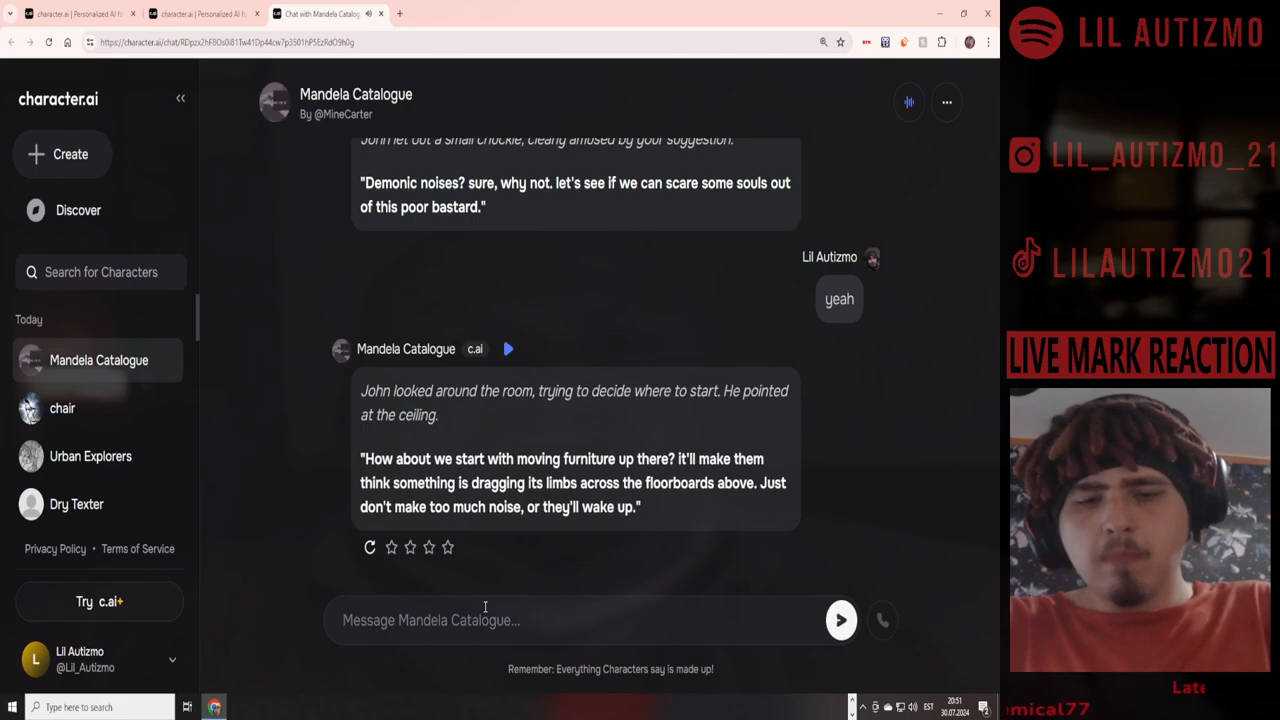 character.ai | Personalized AI fo
character.ai | Personalized AI fo
Chat with Mandela Catalog
https://character.ai/chat/
character.ai
Create
Discover
Search for Characters
Today
Mandela Catalogue
chair
Urban Explorers
Dry Texter
Privacy Policy • Terms of Service
Try c.ai+
L
Lil Autizmo
@Lil_Autizmo
Mandela Catalogue
By @MineCarter
John let out a small chuckle, clearly amused by your suggestion.
"Demonic noises? sure, why not. let's see if we can scare some souls out
of this poor bastard."
Lil Autizmo
yeah
Mandela Catalogue c.ai
John looked around the room, trying to decide where to start. He pointed
at the ceiling.
"How about we start with moving furniture up there? it'll make them
think something is dragging its limbs across the floorboards above. Just
don't make too much noise, or they'll wake up."
Message Mandela Catalogue...
Remember: Everything Characters say is made up!
Type here to search
EST
20:51
30.07.2024
2
LIL AUTIZMO
LIL_AUTIZMO_21
LILAUTIZMO21
LIVE MARK REACTION
Late
emical77